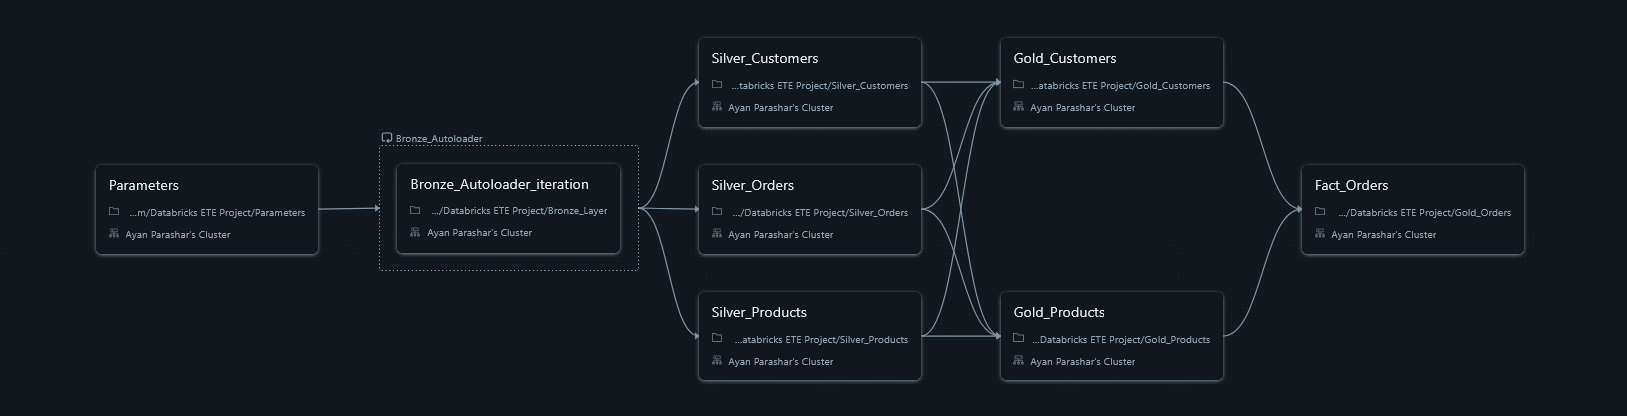 Parameters
...m/Databricks ETE Project/Parameters
Ayan Parashar's Cluster
Bronze_Autoloader
Bronze_Autoloader_iteration
.../Databricks ETE Project/Bronze_Layer
Ayan Parashar's Cluster
Silver_Customers
...tabricks ETE Project/Silver_Customers
Ayan Parashar's Cluster
Silver_Orders
.../Databricks ETE Project/Silver_Orders
Ayan Parashar's Cluster
Silver_Products
...atabricks ETE Project/Silver_Products
Ayan Parashar's Cluster
Gold_Customers
...atabricks ETE Project/Gold_Customers
Ayan Parashar's Cluster
Gold_Products
...Databricks ETE Project/Gold_Products
Ayan Parashar's Cluster
Fact_Orders
.../Databricks ETE Project/Gold_Orders
Ayan Parashar's Cluster